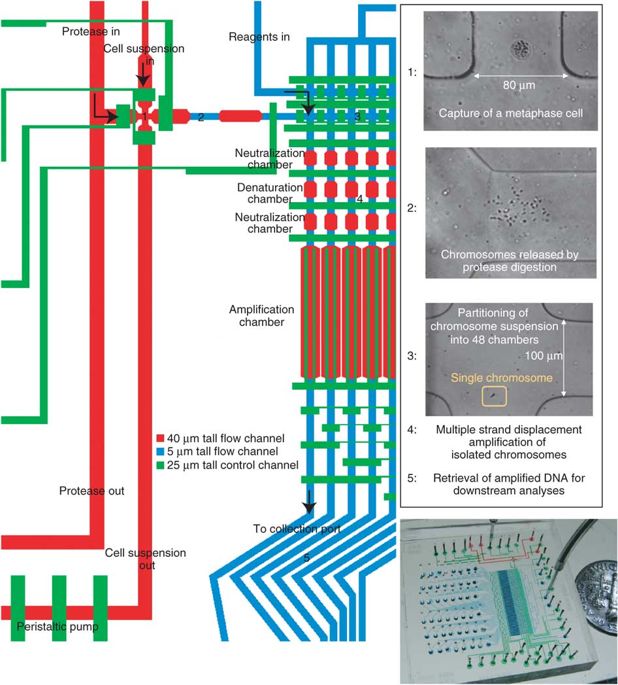 Protease in
Cell suspension
in
Reagents in
1
2
3
Neutralization
chamber
Denaturation
chamber
4
Neutralization
chamber
Amplification
chamber
40 μm tall flow channel
5 μm tall flow channel
25 μm tall control channel
Protease out
To collection port
5
Cell suspension
out
Peristaltic pump
1:
80 μm
Capture of a metaphase cell
2:
Chromosomes released by
protease digestion
3:
Partitioning of
chromosome suspension
into 48 chambers
100 μm
Single chromosome
4:
Multiple strand displacement
amplification of
isolated chromosomes
5:
Retrieval of amplified DNA for
downstream analyses